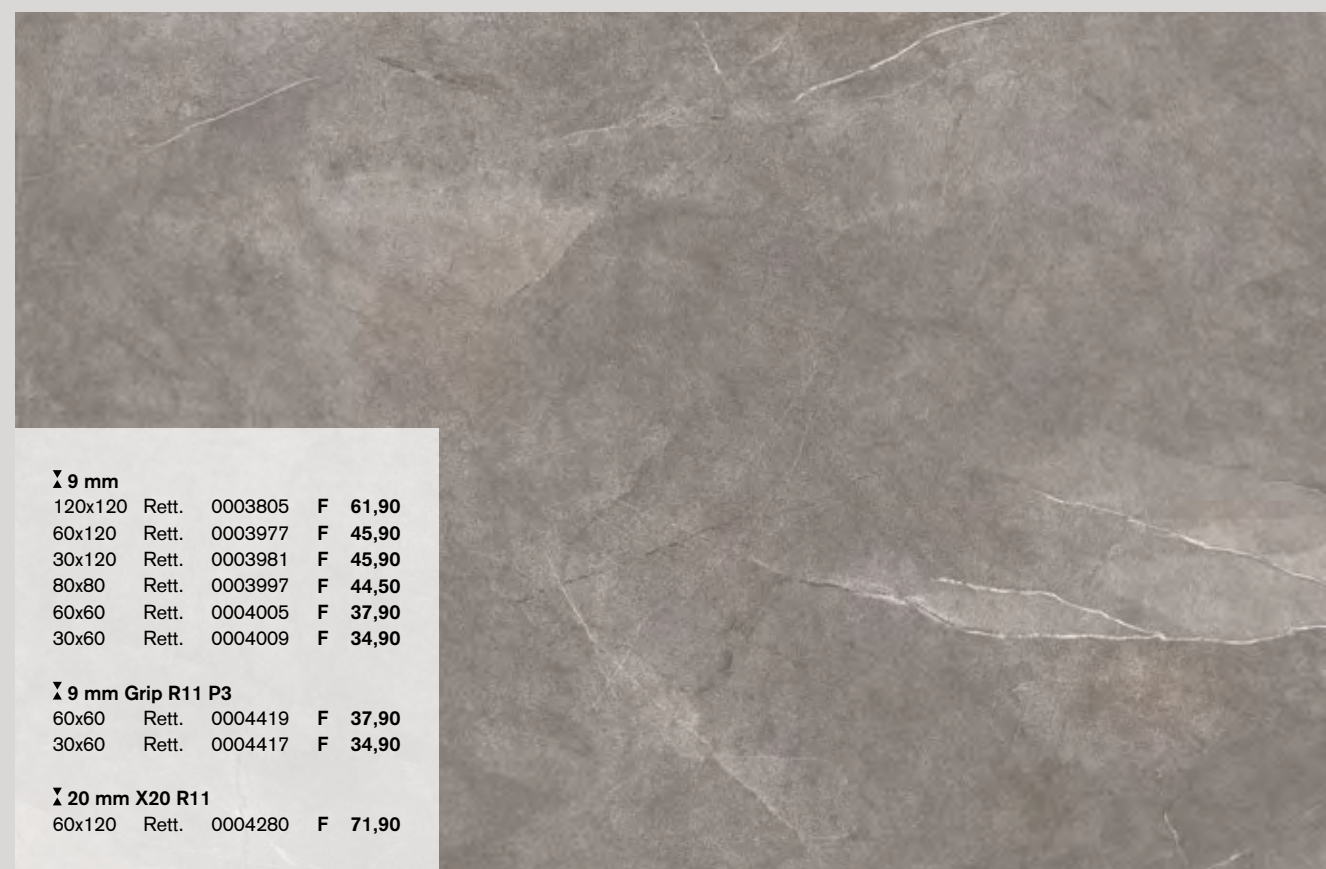 9 mm
120x120 Rett. 0003805 F 61,90
60x120 Rett. 0003977 F 45,90
30x120 Rett. 0003981 F 45,90
80x80 Rett. 0003997 F 44,50
60x60 Rett. 0004005 F 37,90
30x60 Rett. 0004009 F 34,90
9 mm Grip R11 P3
60x60 Rett. 0004419 F 37,90
30x60 Rett. 0004417 F 34,90
20 mm X20 R11
60x120 Rett. 0004280 F 71,90